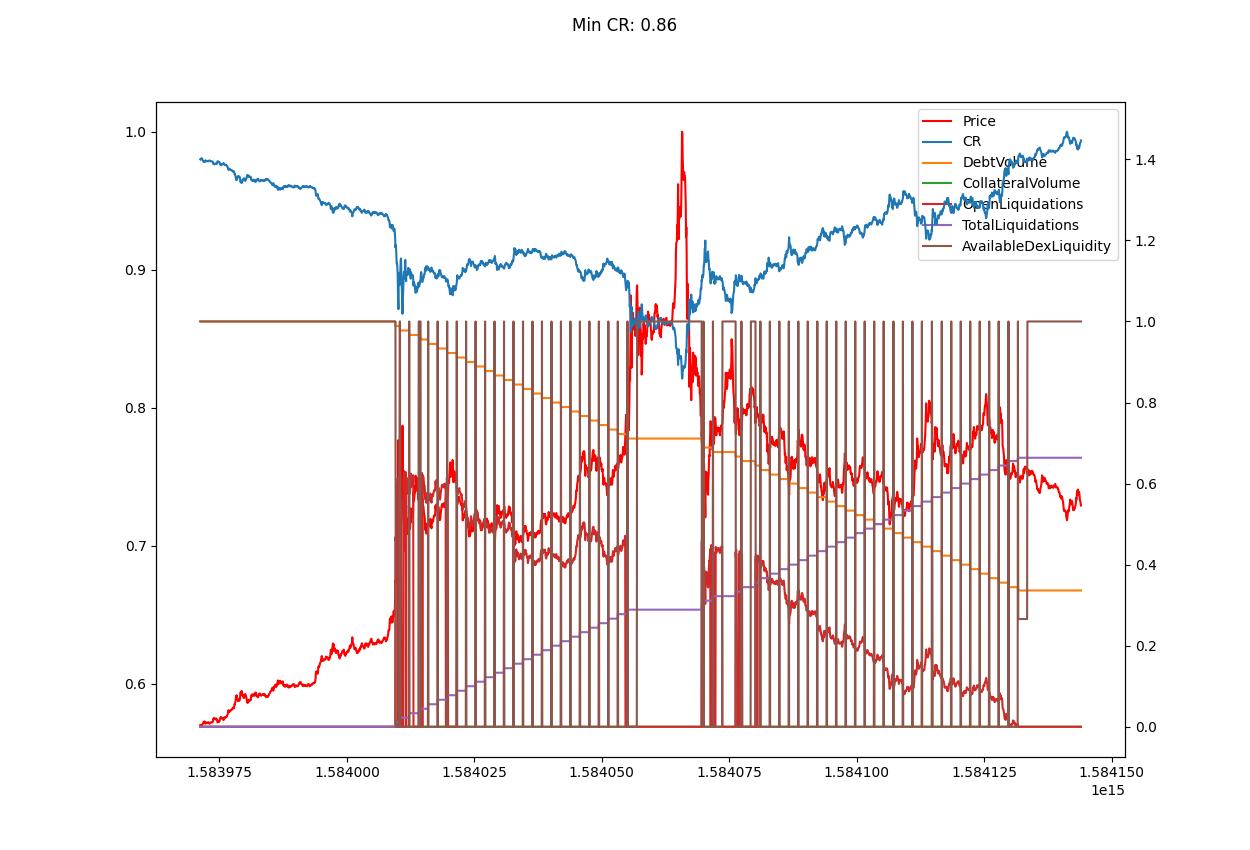 Min CR: 0.86
1.0
0.9
0.8
0.7
0.6
Price
CR
DebtVolume
CollateralVolume
OpenLiquidations
TotalLiquidations
AvailableDexLiquidity
1.4
1.2
1.0
0.8
0.6
0.4
0.2
0.0
1.583975 1.584000 1.584025 1.584050 1.584075 1.584100 1.584125 1.584150
1e15